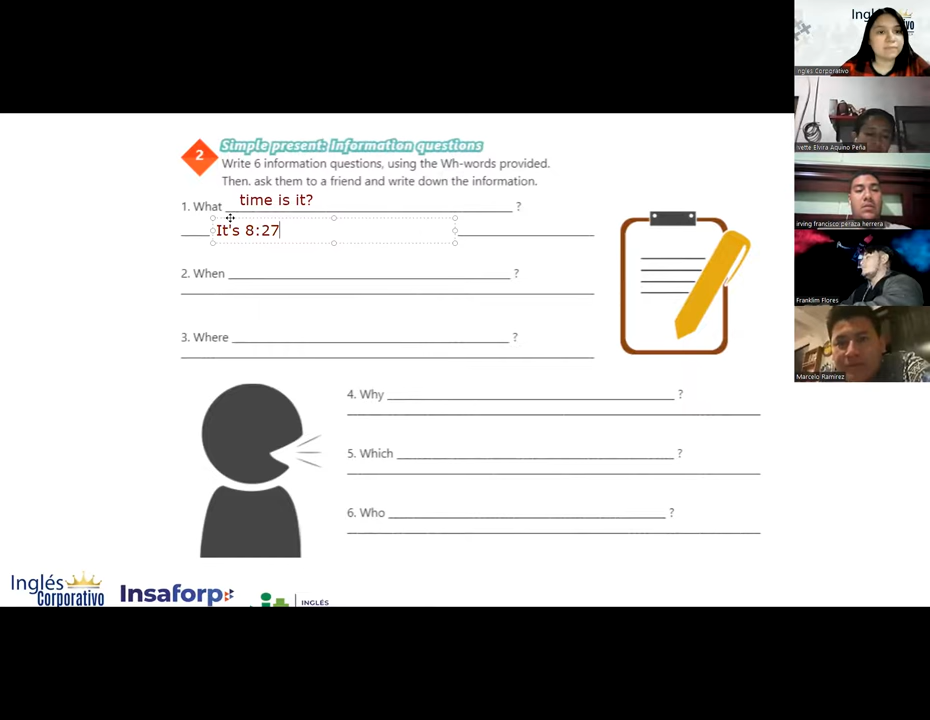 Inglés
ivo
Ingles Corporativo
Ivette Elvira Aquino Peña
irving francisco peraza herrera
Franklim Flores
Marcelo Ramirez
2
Simple present: Information questions
Write 6 information questions, using the Wh-words provided.
Then. ask them to a friend and write down the information.
1. What time is it? ?
It's 8:27
2. When ?
3. Where ?
4. Why ?
5. Which ?
6. Who ?
Inglés
Corporativo
Insaforp
INGLÉS